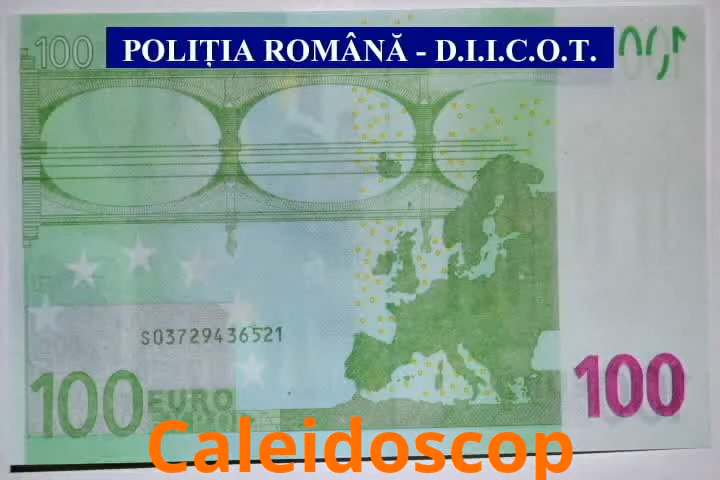 100
POLIȚIA ROMÂNĂ - D.I.I.C.O.T.
S03729436521
100 EURO
100
Caleidoscop